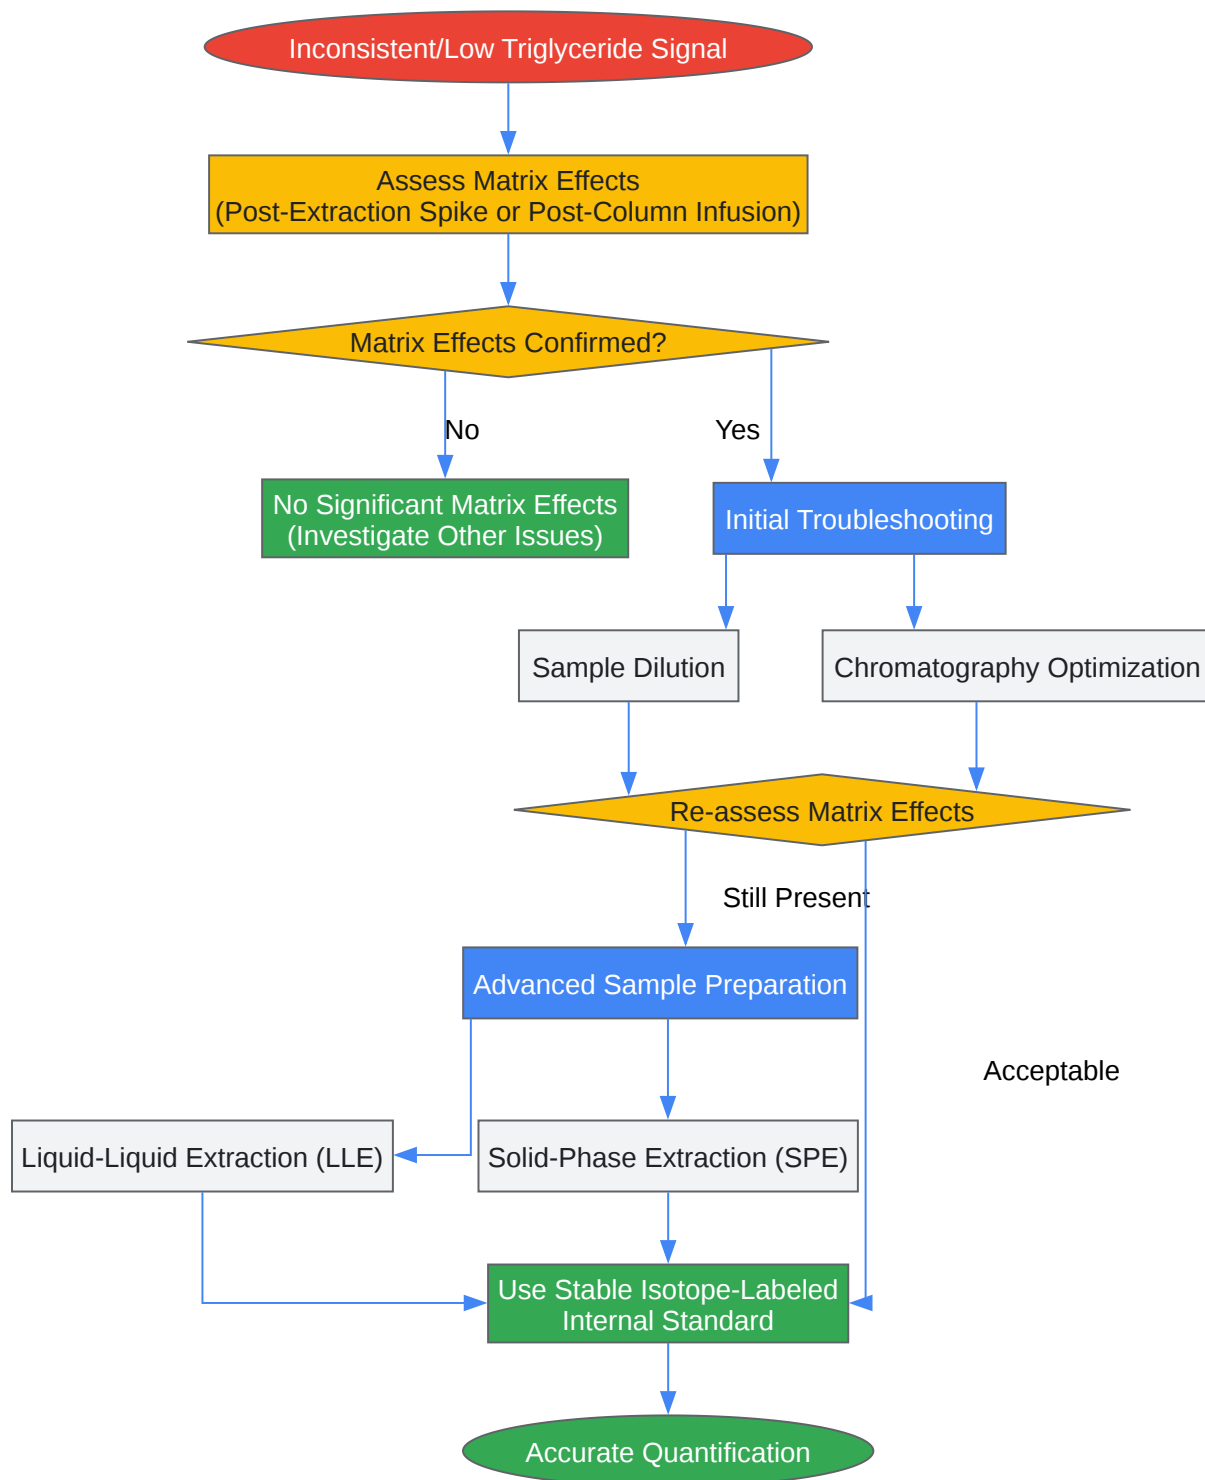 Inconsistent/Low Triglyceride Signal
Assess Matrix Effects
(Post-Extraction Spike or Post-Column Infusion)
Matrix Effects Confirmed?
No
Yes
No Significant Matrix Effects
(Investigate Other Issues)
Initial Troubleshooting
Sample Dilution
Chromatography Optimization
Re-assess Matrix Effects
Still Present
Advanced Sample Preparation
Acceptable
Liquid-Liquid Extraction (LLE)
Solid-Phase Extraction (SPE)
Use Stable Isotope-Labeled
Internal Standard
Accurate Quantification